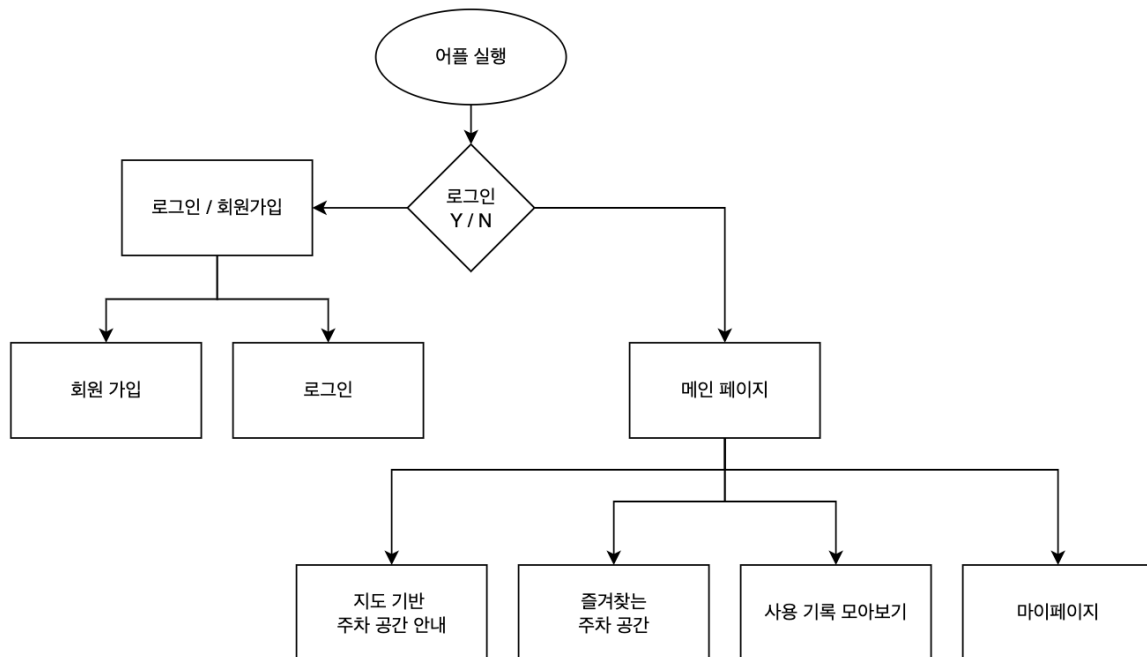 어플 실행
로그인
Y / N
로그인 / 회원가입
회원 가입
로그인
메인 페이지
지도 기반
주차 공간 안내
즐겨찾는
주차 공간
사용 기록 모아보기
마이페이지